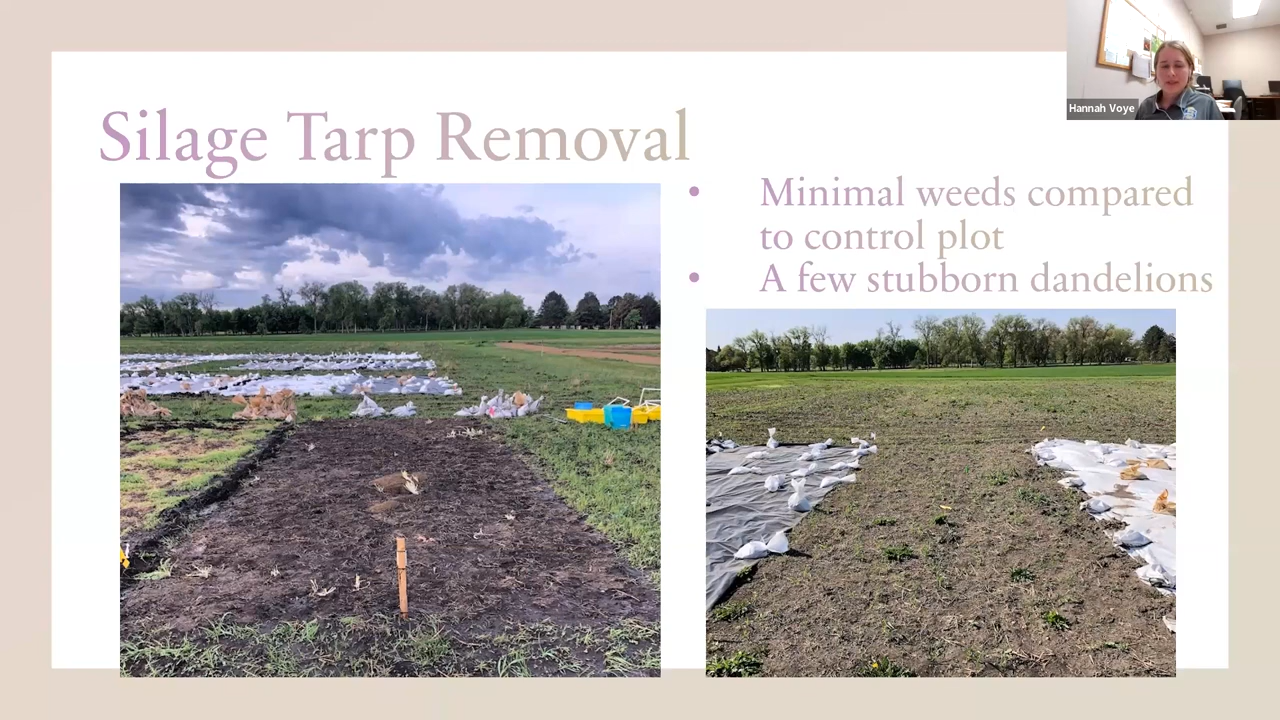 Hannah Voye
Silage Tarp Removal
• Minimal weeds compared
to control plot
• A few stubborn dandelions